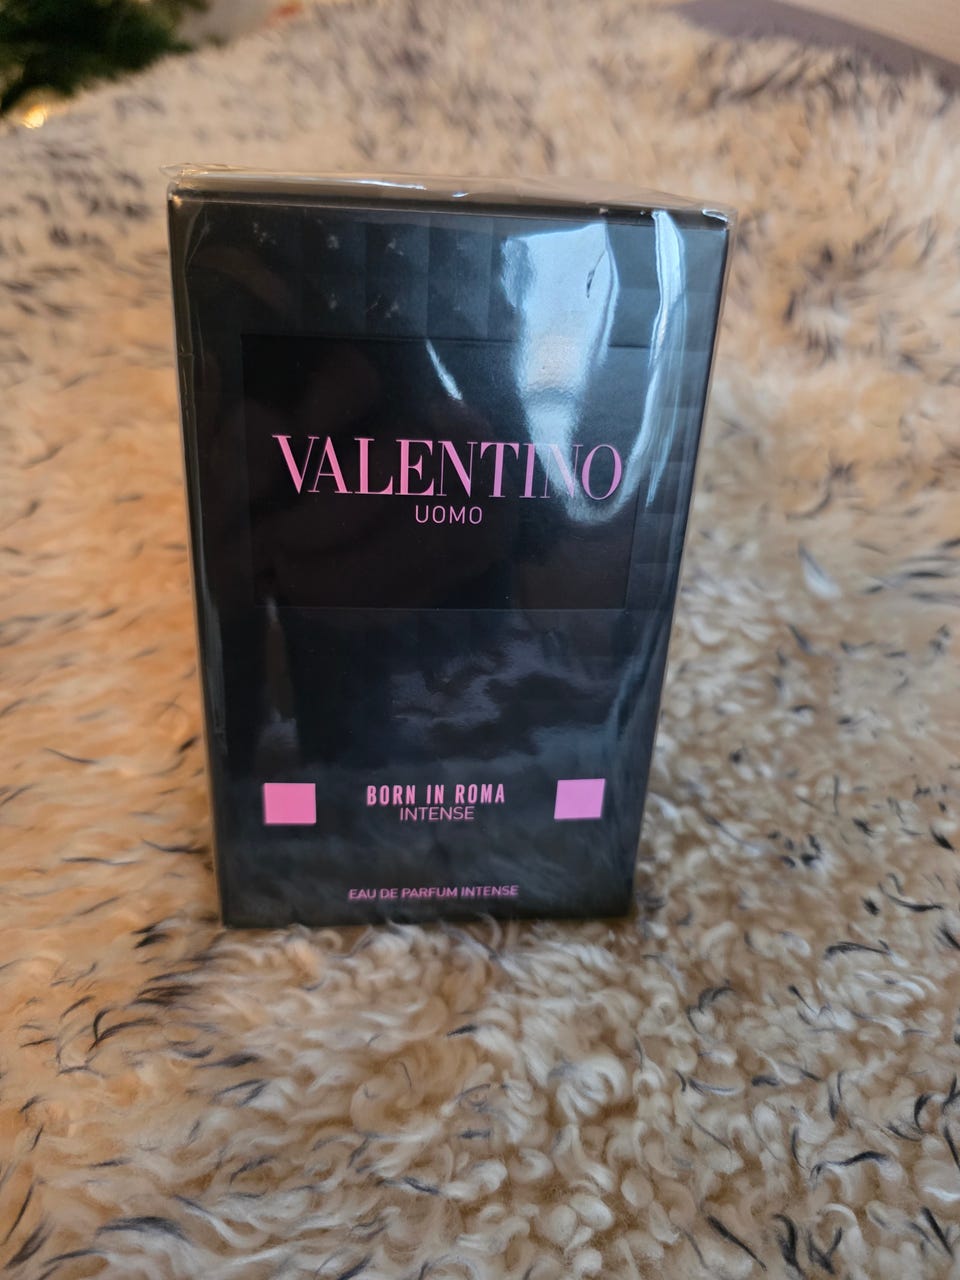 VALENTINO
UOMO
BORN IN ROMA
INTENSE
EAU DE PARFUM INTENSE